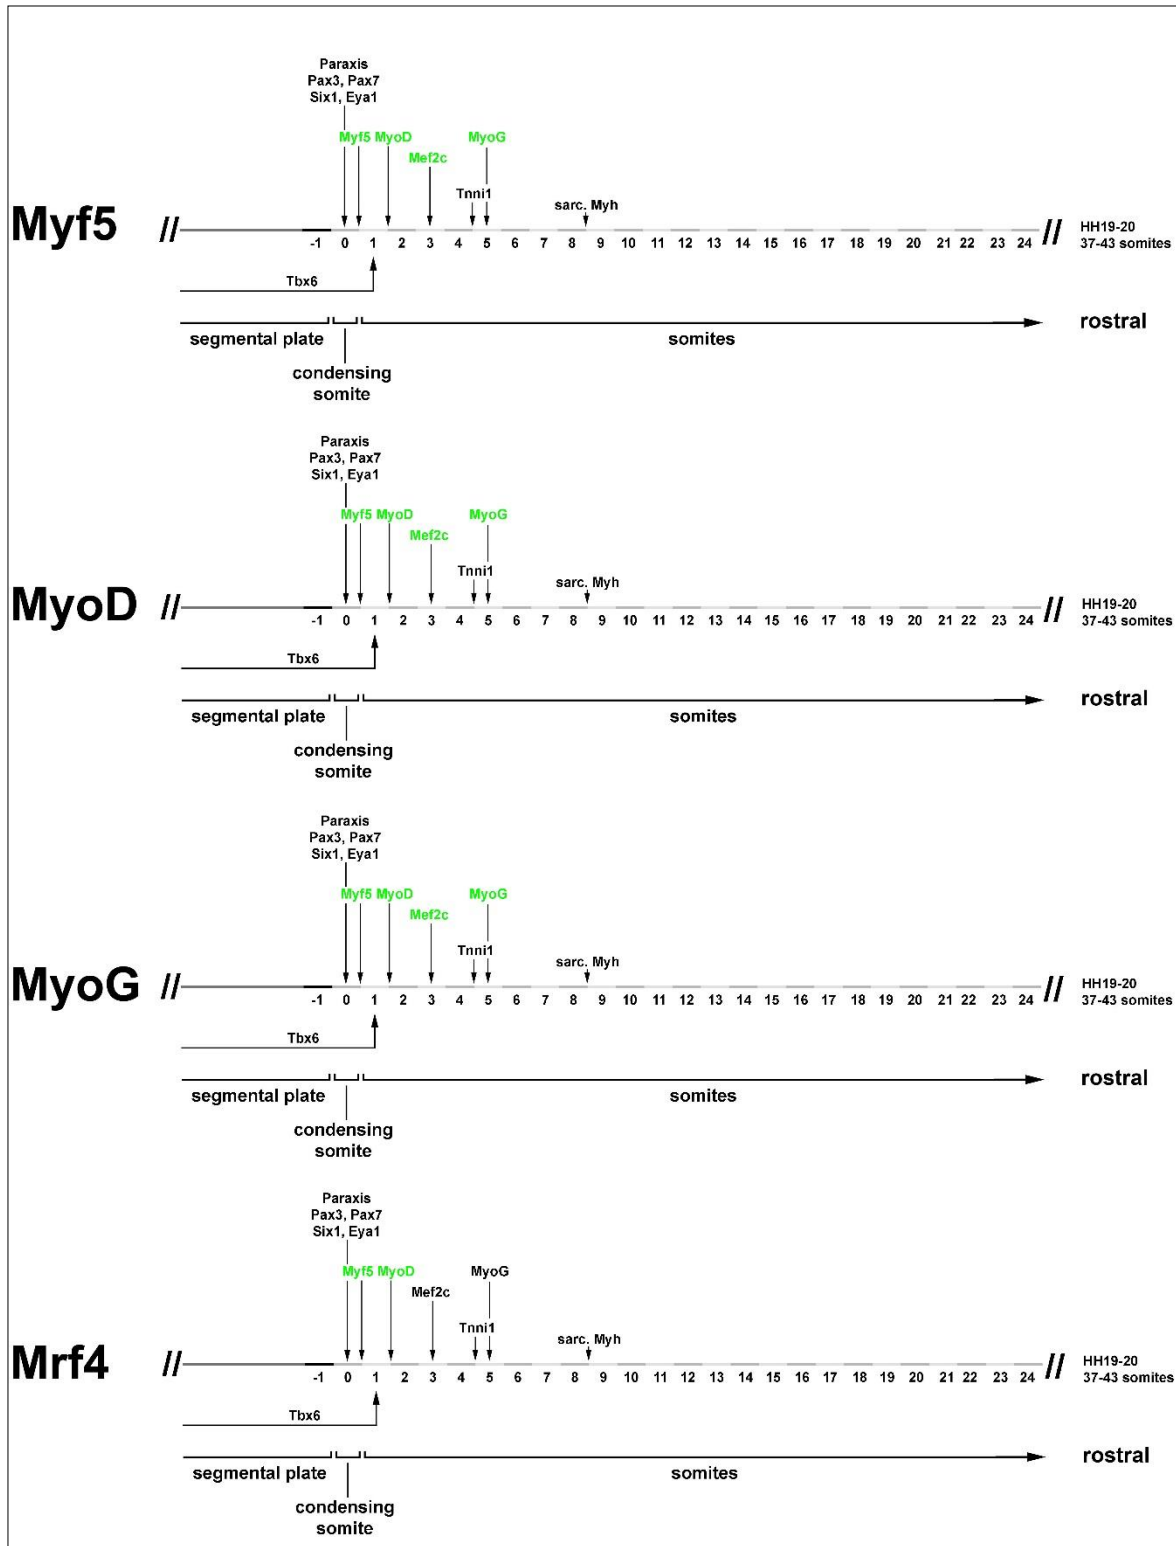 Paraxis
Pax3, Pax7
Six1, Eya1
Myf5 MyoD MyoG
Mef2c
Tnni1
sarc. Myh
Myf5 // // HH19-20
-1 0 1 2 3 4 5 6 7 8 9 10 11 12 13 14 15 16 17 18 19 20 21 22 23 24 37-43 somites
Tbx6
rostral
segmental plate somites
condensing
somite
Paraxis
Pax3, Pax7
Six1, Eya1
Myf5 MyoD MyoG
Mef2c
Tnni1
sarc. Myh
MyoD // // HH19-20
-1 0 1 2 3 4 5 6 7 8 9 10 11 12 13 14 15 16 17 18 19 20 21 22 23 24 37-43 somites
Tbx6
rostral
segmental plate somites
condensing
somite
Paraxis
Pax3, Pax7
Six1, Eya1
Myf5 MyoD MyoG
Mef2c
Tnni1
sarc. Myh
MyoG // // HH19-20
-1 0 1 2 3 4 5 6 7 8 9 10 11 12 13 14 15 16 17 18 19 20 21 22 23 24 37-43 somites
Tbx6
rostral
segmental plate somites
condensing
somite
Paraxis
Pax3, Pax7
Six1, Eya1
Myf5 MyoD MyoG
Mef2c
Tnni1
sarc. Myh
Mrf4 // // HH19-20
-1 0 1 2 3 4 5 6 7 8 9 10 11 12 13 14 15 16 17 18 19 20 21 22 23 24 37-43 somites
Tbx6
rostral
segmental plate somites
condensing
somite